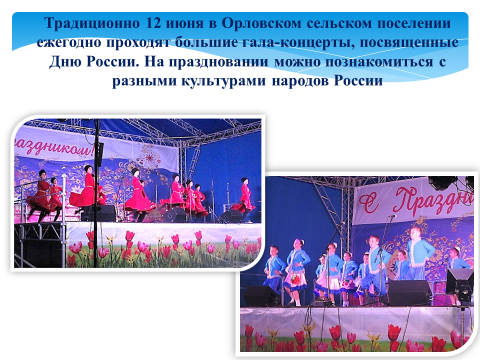 Традиционно 12 июня в Орловском сельском поселении
ежегодно проходят большие гала-концерты, посвященные
Дню России. На праздновании можно познакомиться с
разными культурами народов России
раздником!
С Праздни